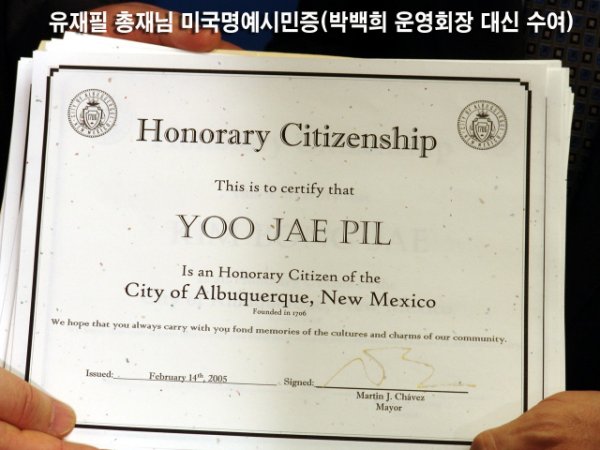 유재필 총재님 미국명예시민증(박백희 운영회장 대신 수여)
Honorary Citizenship
This is to certify that
YOO JAE PIL
Is an Honorary Citizen of the
City of Albuquerque, New Mexico
Founded in 1706
We hope that you always carry with you fond memories of the cultures and charms of our community.
Issued: February 14th, 2005 Signed:
Martin J. Chávez
Mayor